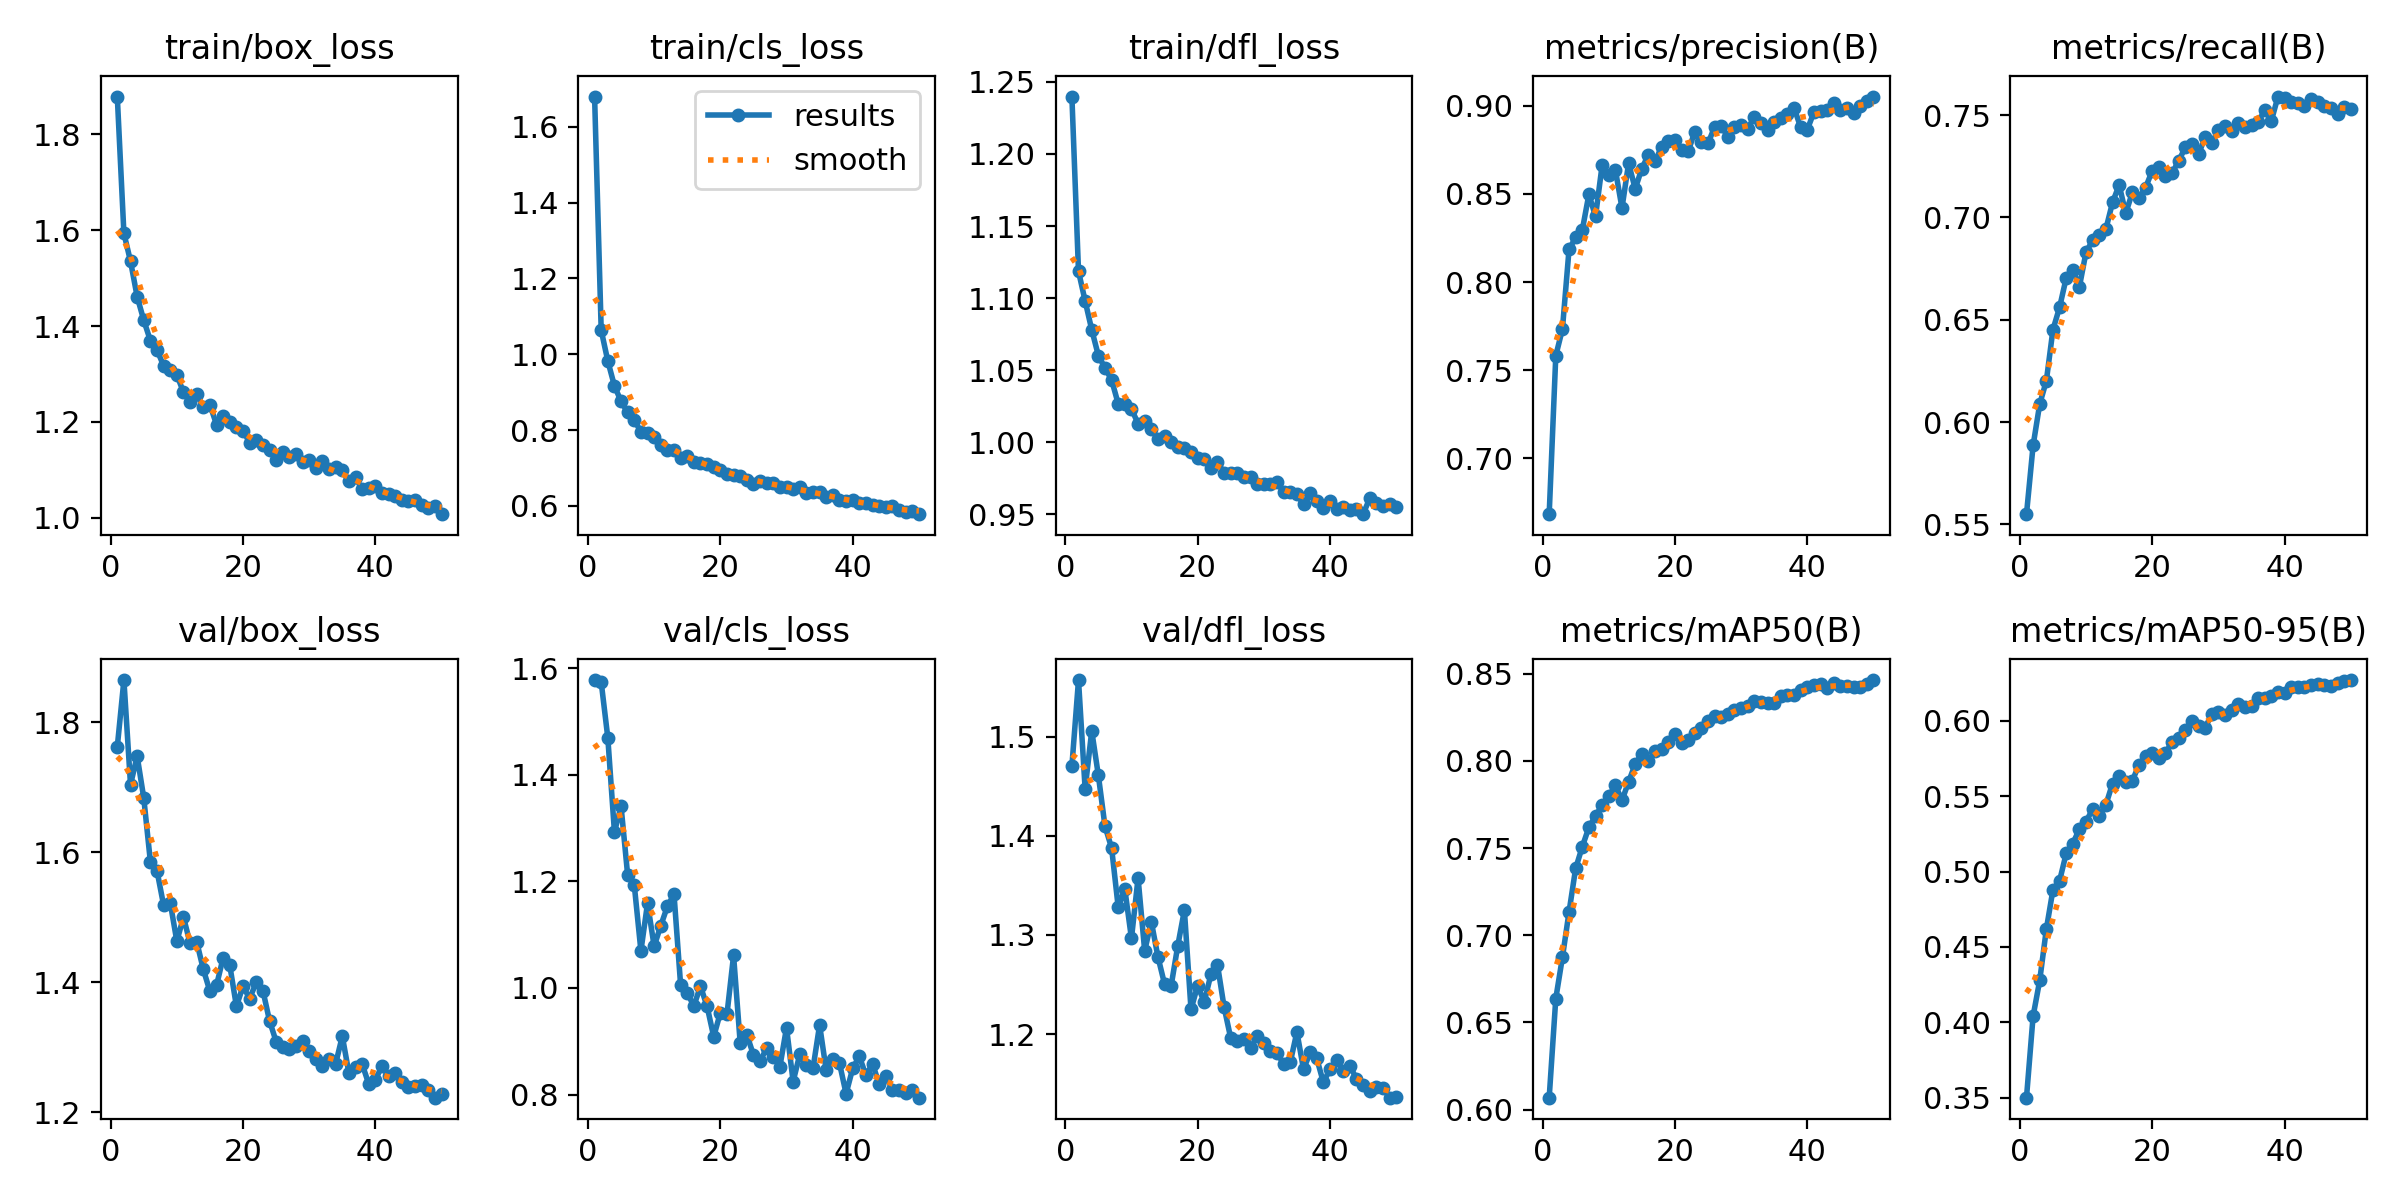 train/box_loss
1.8
1.6
1.4
1.2
1.0
0 20 40
train/cls_loss
results
smooth
1.6
1.4
1.2
1.0
0.8
0.6
0 20 40
train/dfl_loss
1.25
1.20
1.15
1.10
1.05
1.00
0.95
0 20 40
metrics/precision(B)
0.90
0.85
0.80
0.75
0.70
0 20 40
metrics/recall(B)
0.75
0.70
0.65
0.60
0.55
0 20 40
val/box_loss
1.8
1.6
1.4
1.2
0 20 40
val/cls_loss
1.6
1.4
1.2
1.0
0.8
0 20 40
val/dfl_loss
1.5
1.4
1.3
1.2
0 20 40
metrics/mAP50(B)
0.85
0.80
0.75
0.70
0.65
0.60
0 20 40
metrics/mAP50-95(B)
0.60
0.55
0.50
0.45
0.40
0.35
0 20 40